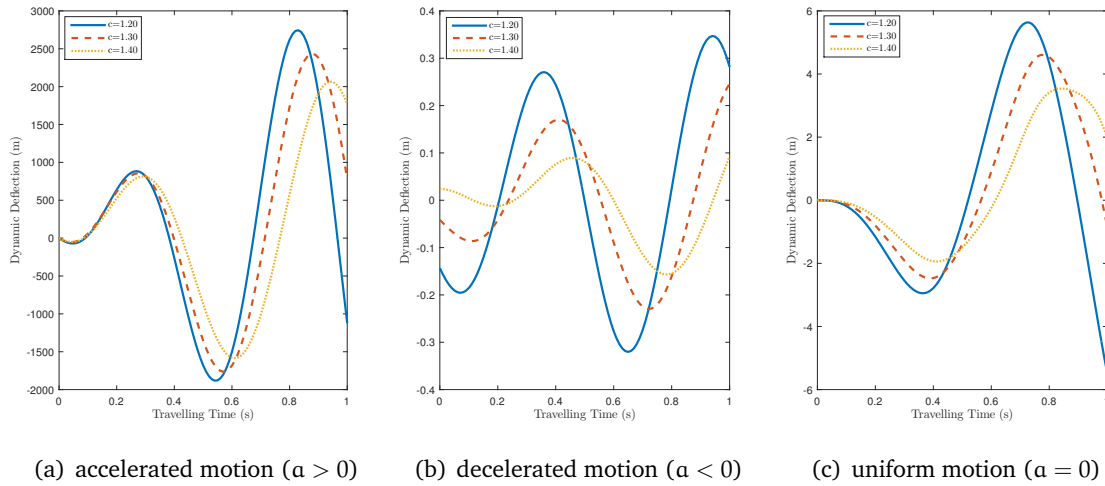 3000
2500
2000
1500
1000
500
0
-500
-1000
-1500
-2000
0
0.2
0.4
0.6
0.8
1
Dynamic Deflection (m)
Travelling Time (s)
c=1.20
c=1.30
c=1.40
0.4
0.3
0.2
0.1
0
-0.1
-0.2
-0.3
-0.4
0
0.2
0.4
0.6
0.8
1
Dynamic Deflection (m)
Travelling Time (s)
c=1.20
c=1.30
c=1.40
6
4
2
0
-2
-4
-6
0
0.2
0.4
0.6
0.8
1
Dynamic Deflection (m)
Travelling Time (s)
c=1.20
c=1.30
c=1.40
(a) accelerated motion (a > 0)
(b) decelerated motion (a < 0)
(c) uniform motion (a = 0)